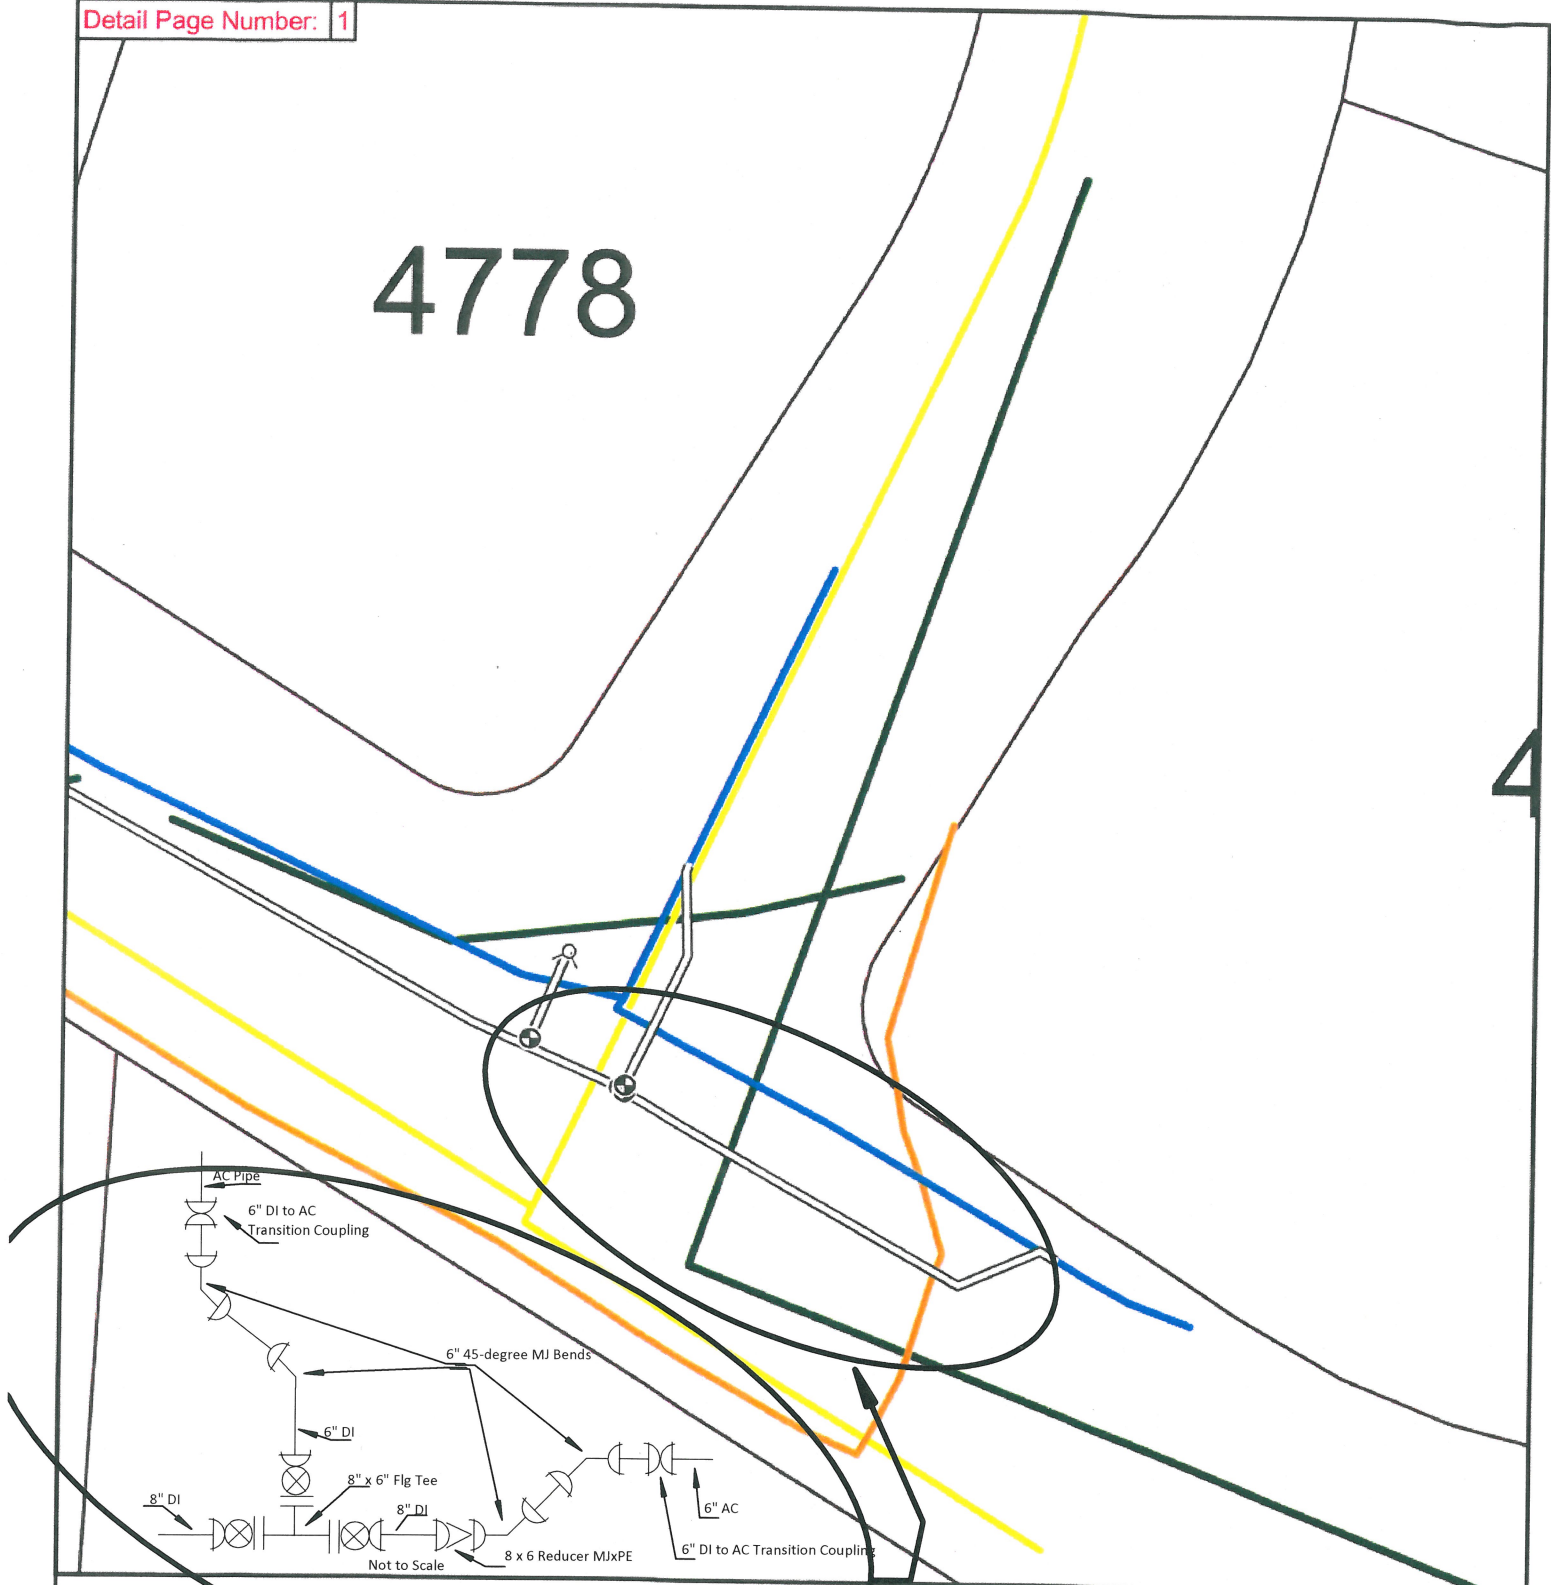 Detail Page Number: 1
4778
4
AC Pipe
6" DI to AC
Transition Coupling
6" 45-degree MJ Bends
6" DI
8" x 6" Flg Tee
8" DI
8" DI
6" AC
8 x 6 Reducer MJxPE
6" DI to AC Transition Coupling
Not to Scale